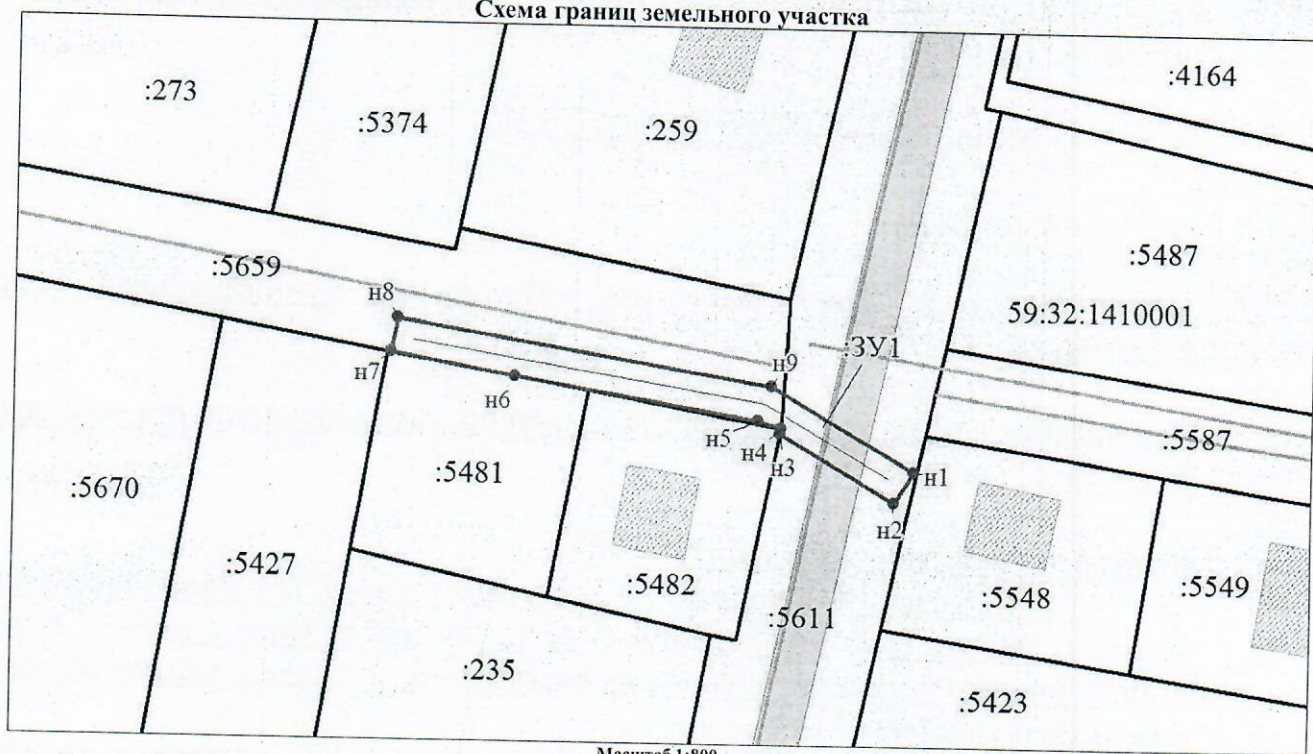 Схема границ земельного участка
:4164
:273
:5374
:259
:5487
:5659
н8
59:32:1410001
:ЗУ1
н9
н7
н6
н5
н4
н3
:5587
:5481
н1
:5670
н2
:5427
:5482
:5548
:5549
:5611
:235
:5423
Масштаб 1:800